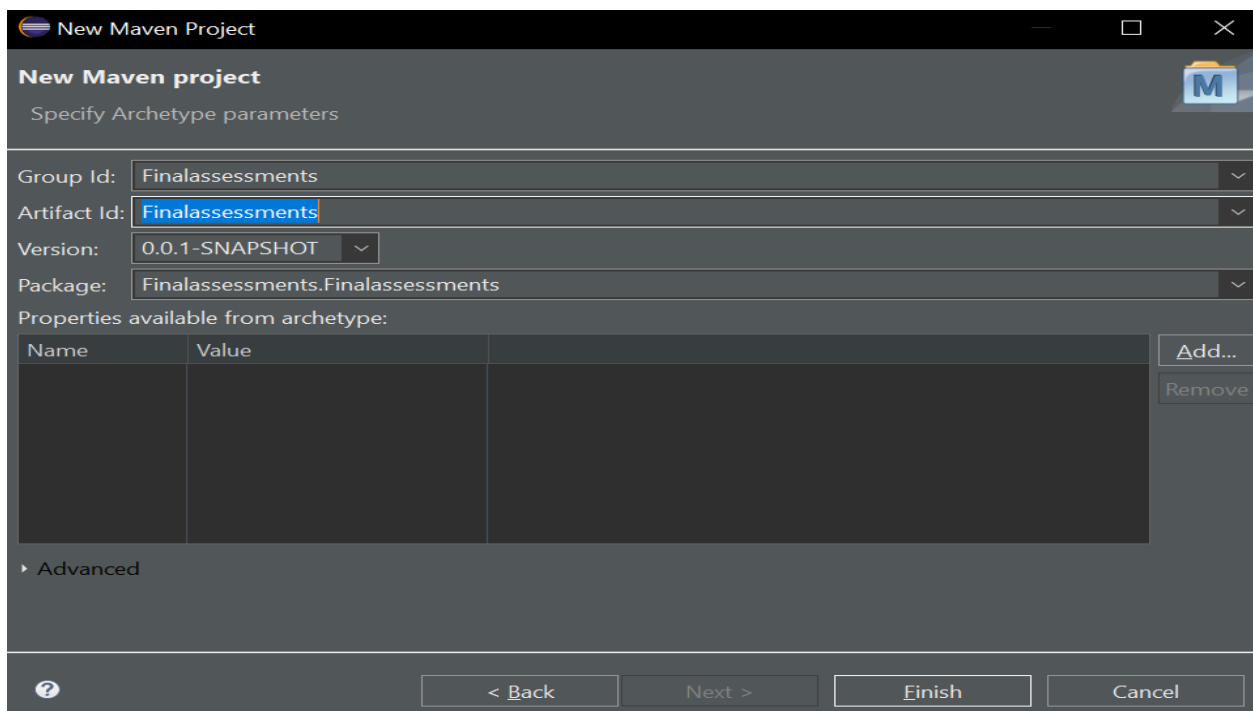 New Maven Project
New Maven project
M
Specify Archetype parameters
Group Id: Finalassessments
Artifact Id: Finalassessments
Version: 0.0.1-SNAPSHOT
Package: Finalassessments.Finalassessments
Properties available from archetype:
Name Value
Add...
Remove
Advanced
? < Back Next > Finish Cancel